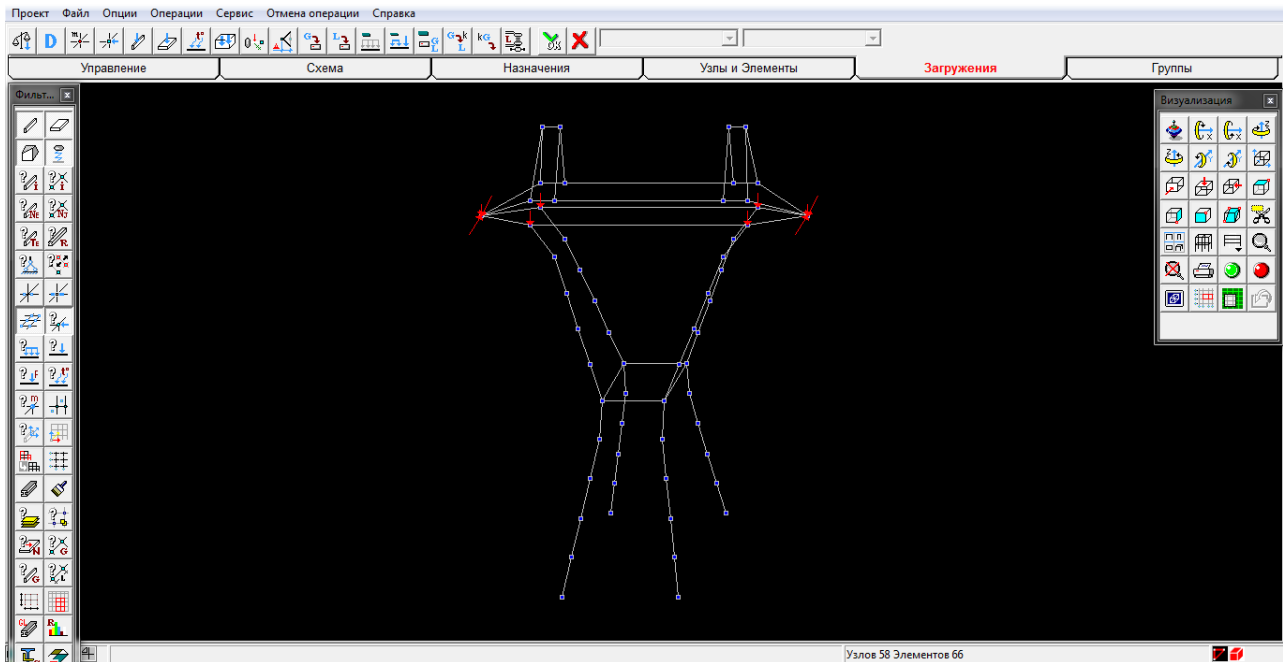 Проект Файл Опции Операции Сервис Отмена операции Справка
Управление Схема Назначения Узлы и Элементы Загружения Группы
Фильт...
Визуализация
Узлов 58 Элементов 66